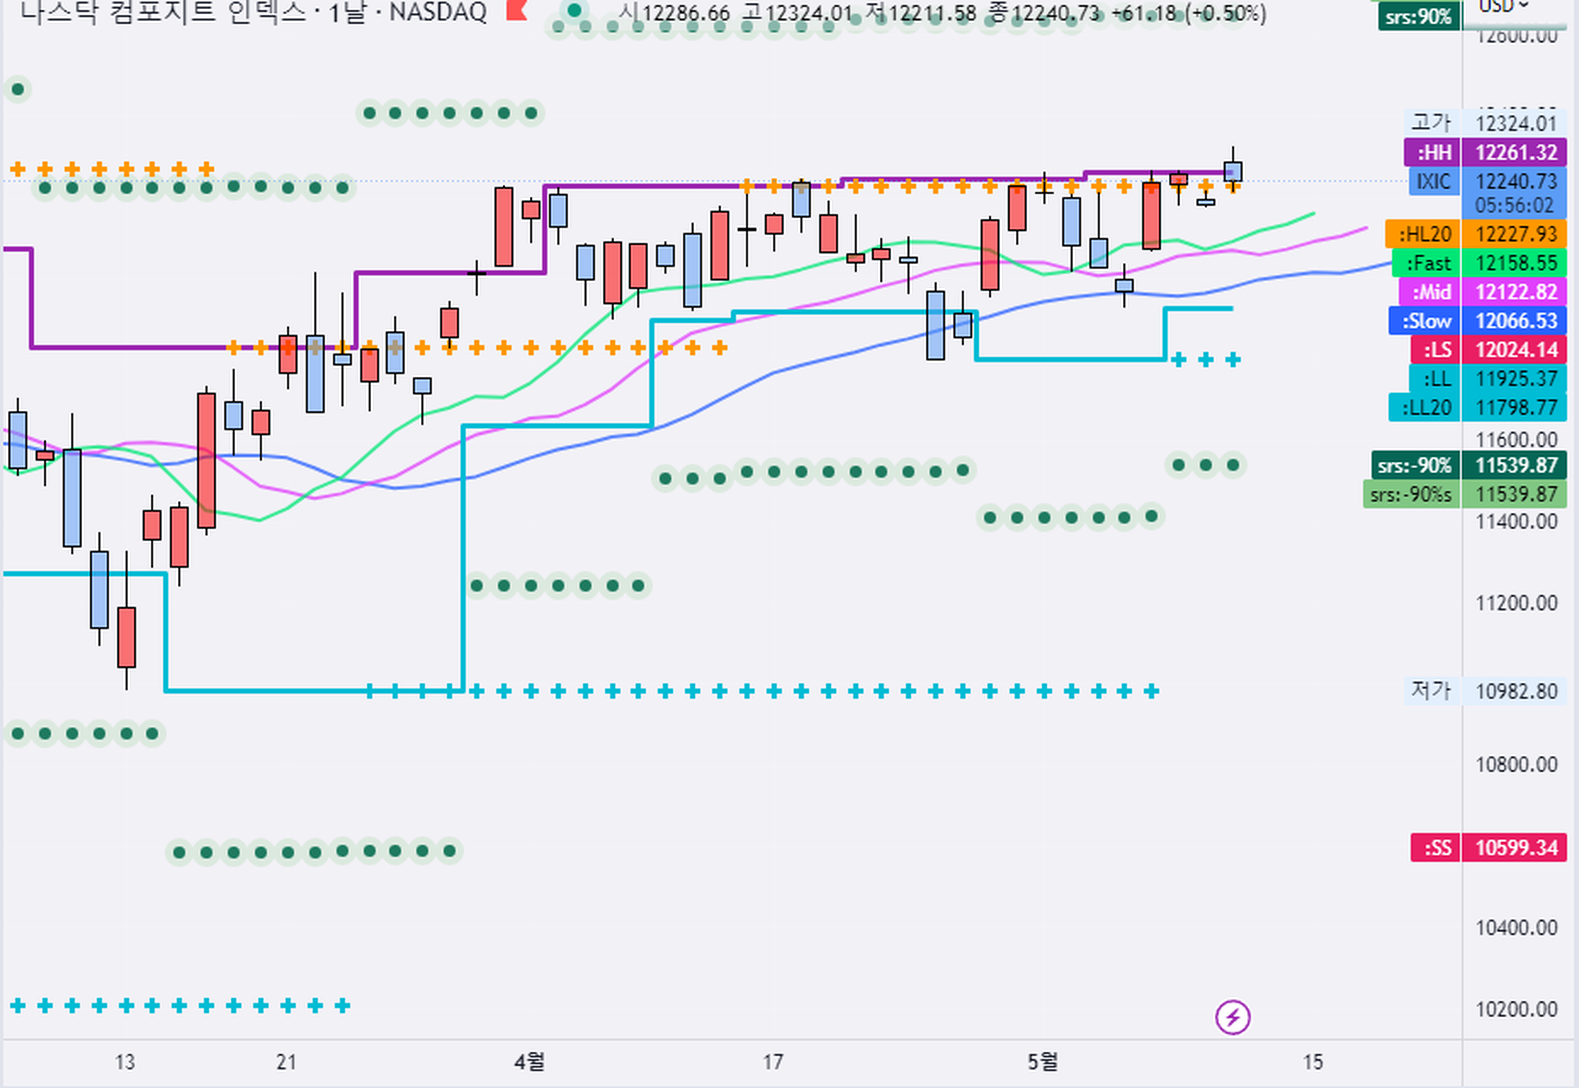 나스닥 컴포지트 인덱스 · 1날 · NASDAQ 시12286.66 고12324.01 저12211.58 종12240.73 +61.18 (+0.50%)
srs:90%
USD
12600.00
고가 12324.01
:HH 12261.32
IXIC 12240.73
05:56:02
:HL20 12227.93
:Fast 12158.55
:Mid 12122.82
:Slow 12066.53
:LS 12024.14
:LL 11925.37
:LL20 11798.77
11600.00
srs:-90% 11539.87
srs:-90%s 11539.87
11400.00
11200.00
저가 10982.80
10800.00
:SS 10599.34
10400.00
10200.00
13 21 4월 17 5월 15